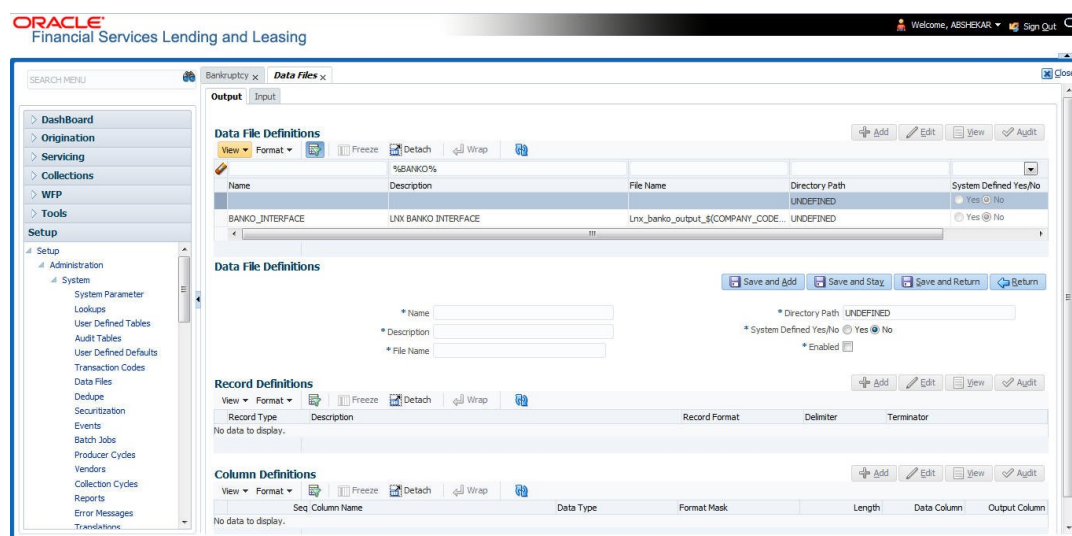 ORACLE
Financial Services Lending and Leasing
Welcome, ABSHEKAR Sign Out
SEARCH MENU
Bankruptcy x Data Files x
Close
Output Input
DashBoard
Origination
Servicing
Collections
WFP
Tools
Setup
Setup
Administration
System
System Parameter
Lookups
User Defined Tables
Audit Tables
User Defined Defaults
Transaction Codes
Data Files
Dedupe
Securitization
Events
Batch Jobs
Producer Cycles
Vendors
Collection Cycles
Reports
Error Messages
Translations
Data File Definitions
Add Edit View Audit
View Format Freeze Detach Wrap
%BANKO%
Name Description File Name Directory Path System Defined Yes/No
UNDEFINED Yes No
BANKO_INTERFACE LNX BANKO INTERFACE Lnx_banko_output_${COMPANY_CODE... UNDEFINED Yes No
Data File Definitions
Save and Add Save and Stay Save and Return Return
* Name
* Directory Path UNDEFINED
* Description
* System Defined Yes/No Yes No
* File Name
* Enabled
Record Definitions
Add Edit View Audit
View Format Freeze Detach Wrap
Record Type Description Record Format Delimiter Terminator
No data to display.
Column Definitions
Add Edit View Audit
View Format Freeze Detach Wrap
Seq Column Name Data Type Format Mask Length Data Column Output Column
No data to display.